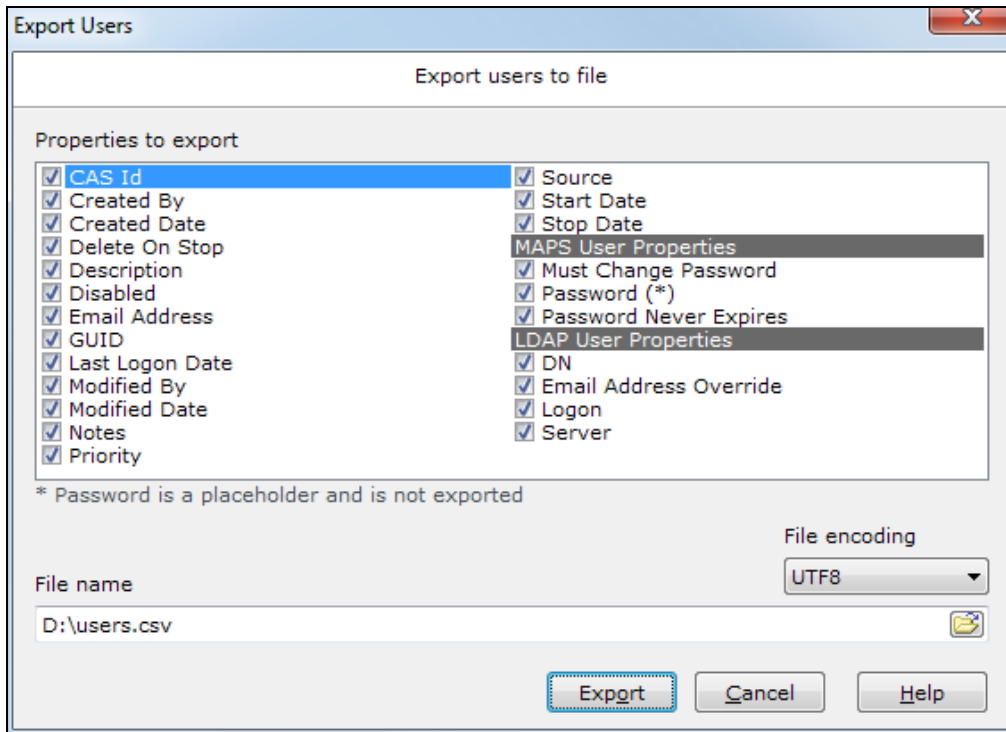 Export Users
Export users to file
Properties to export
CAS Id
Created By
Created Date
Delete On Stop
Description
Disabled
Email Address
GUID
Last Logon Date
Modified By
Modified Date
Notes
Priority
Source
Start Date
Stop Date
MAPS User Properties
Must Change Password
Password (*)
Password Never Expires
LDAP User Properties
DN
Email Address Override
Logon
Server
* Password is a placeholder and is not exported
File encoding
UTF8
File name
D:\users.csv
Export
Cancel
Help